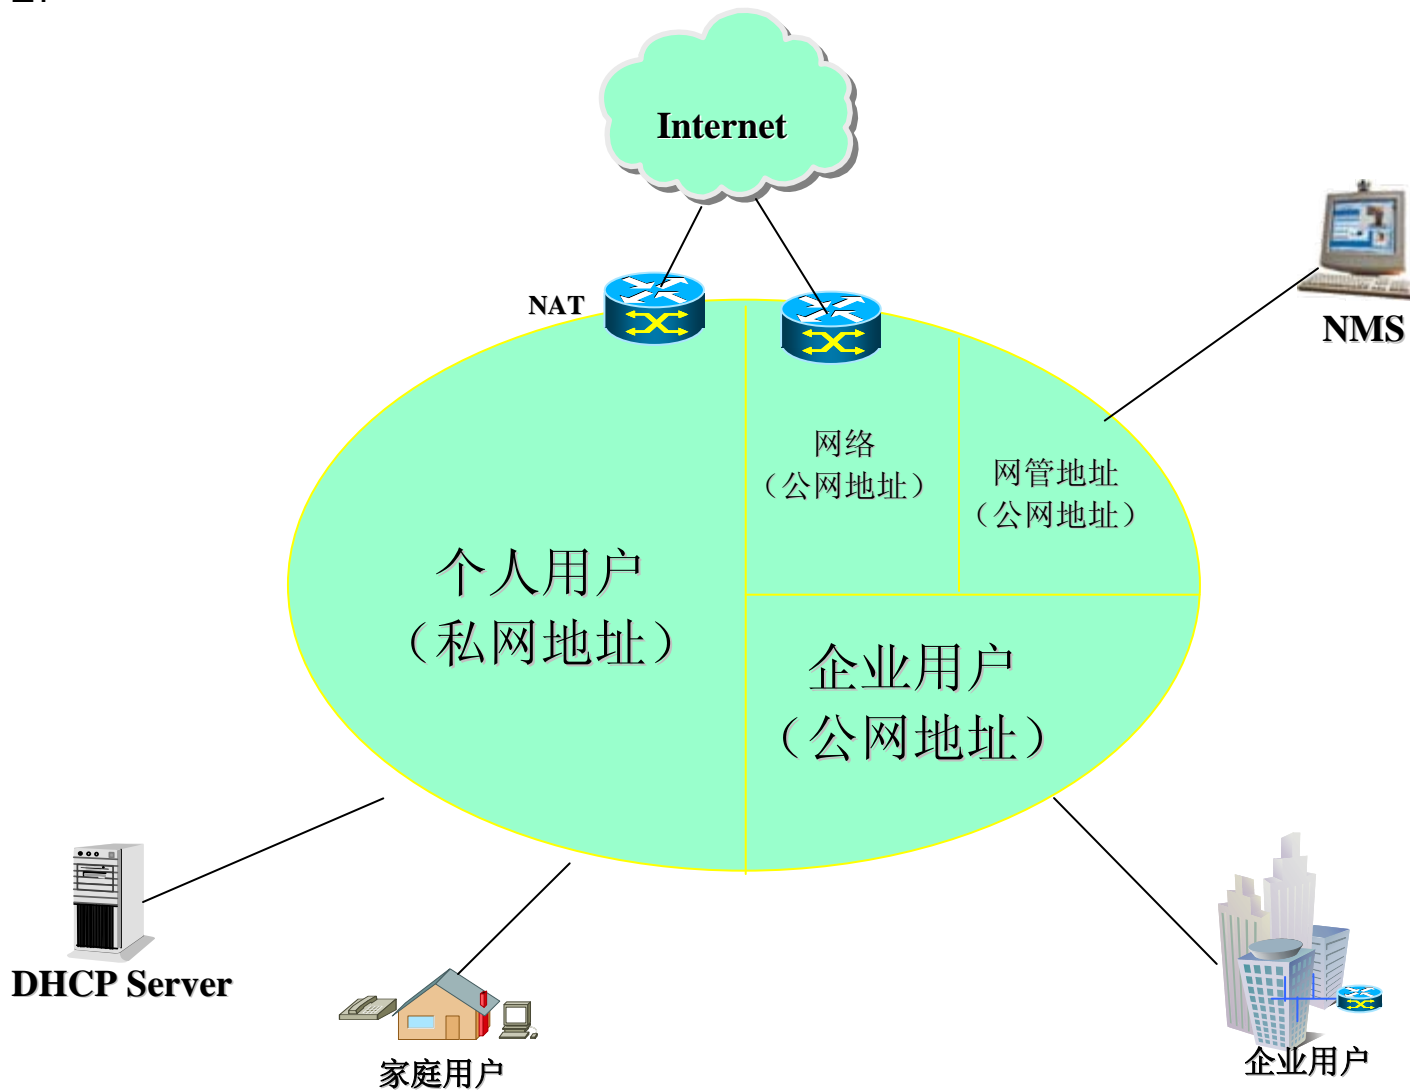 Internet
NAT
NMS
网络
（公网地址）
网管地址
（公网地址）
个人用户
（私网地址）
企业用户
（公网地址）
DHCP Server
家庭用户
企业用户